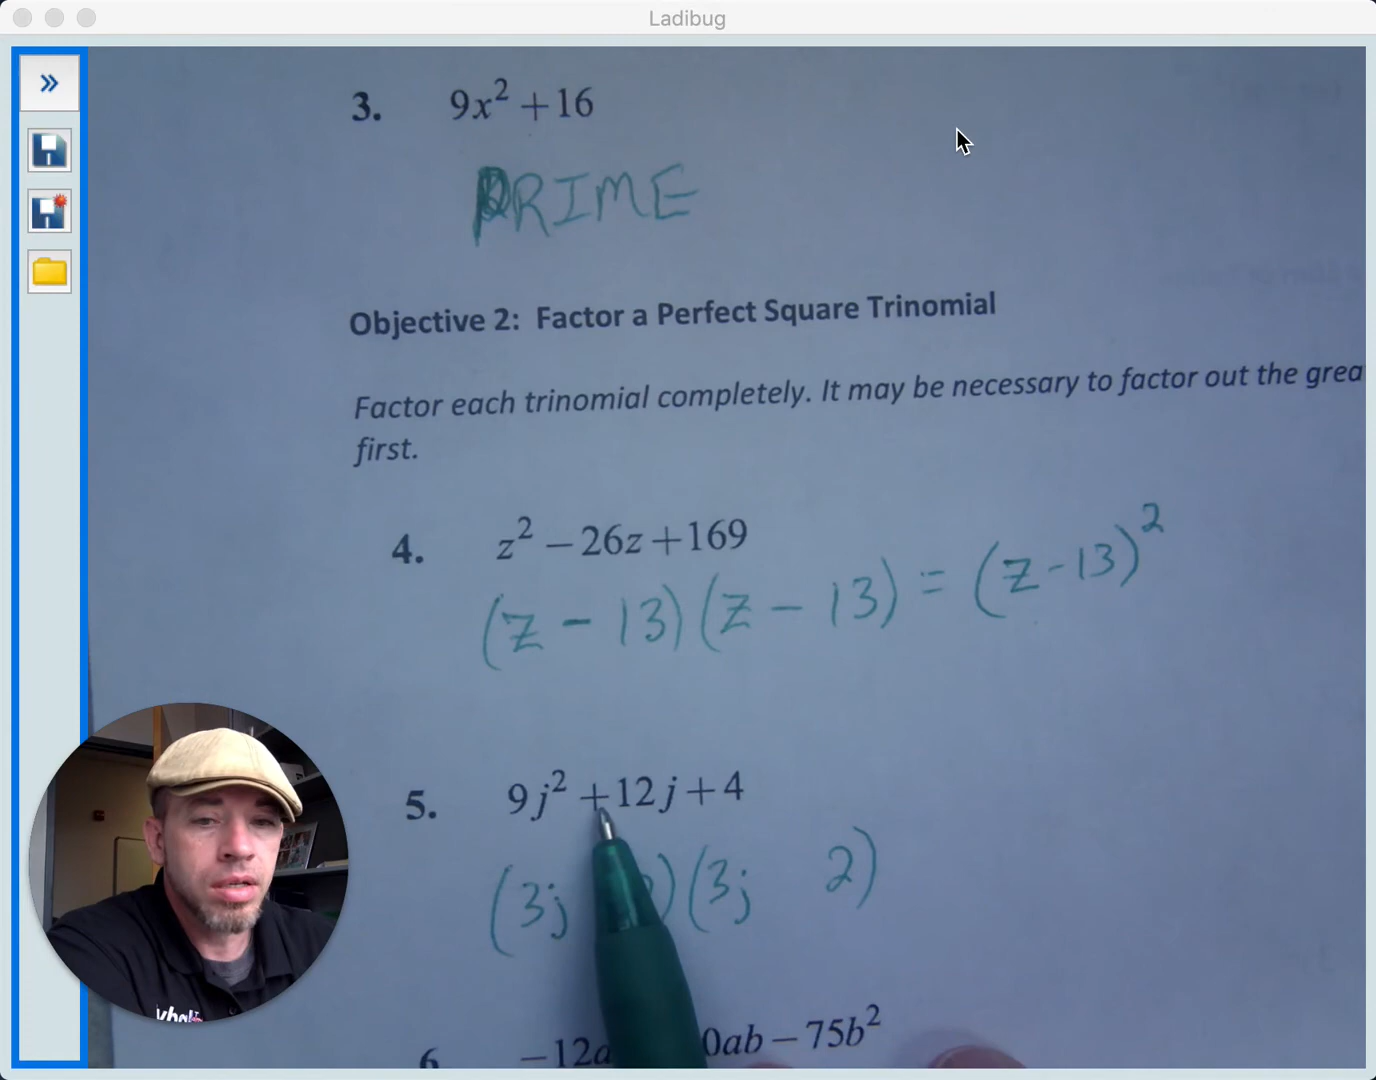 Ladibug
3. 9x² + 16
PRIME
Objective 2: Factor a Perfect Square Trinomial
Factor each trinomial completely. It may be necessary to factor out the grea
first.
4. z² − 26z + 169
(z − 13)(z − 13) = (z − 13)²
5. 9j² + 12j + 4
(3j )(3j 2)
6 −12a 0ab − 75b²